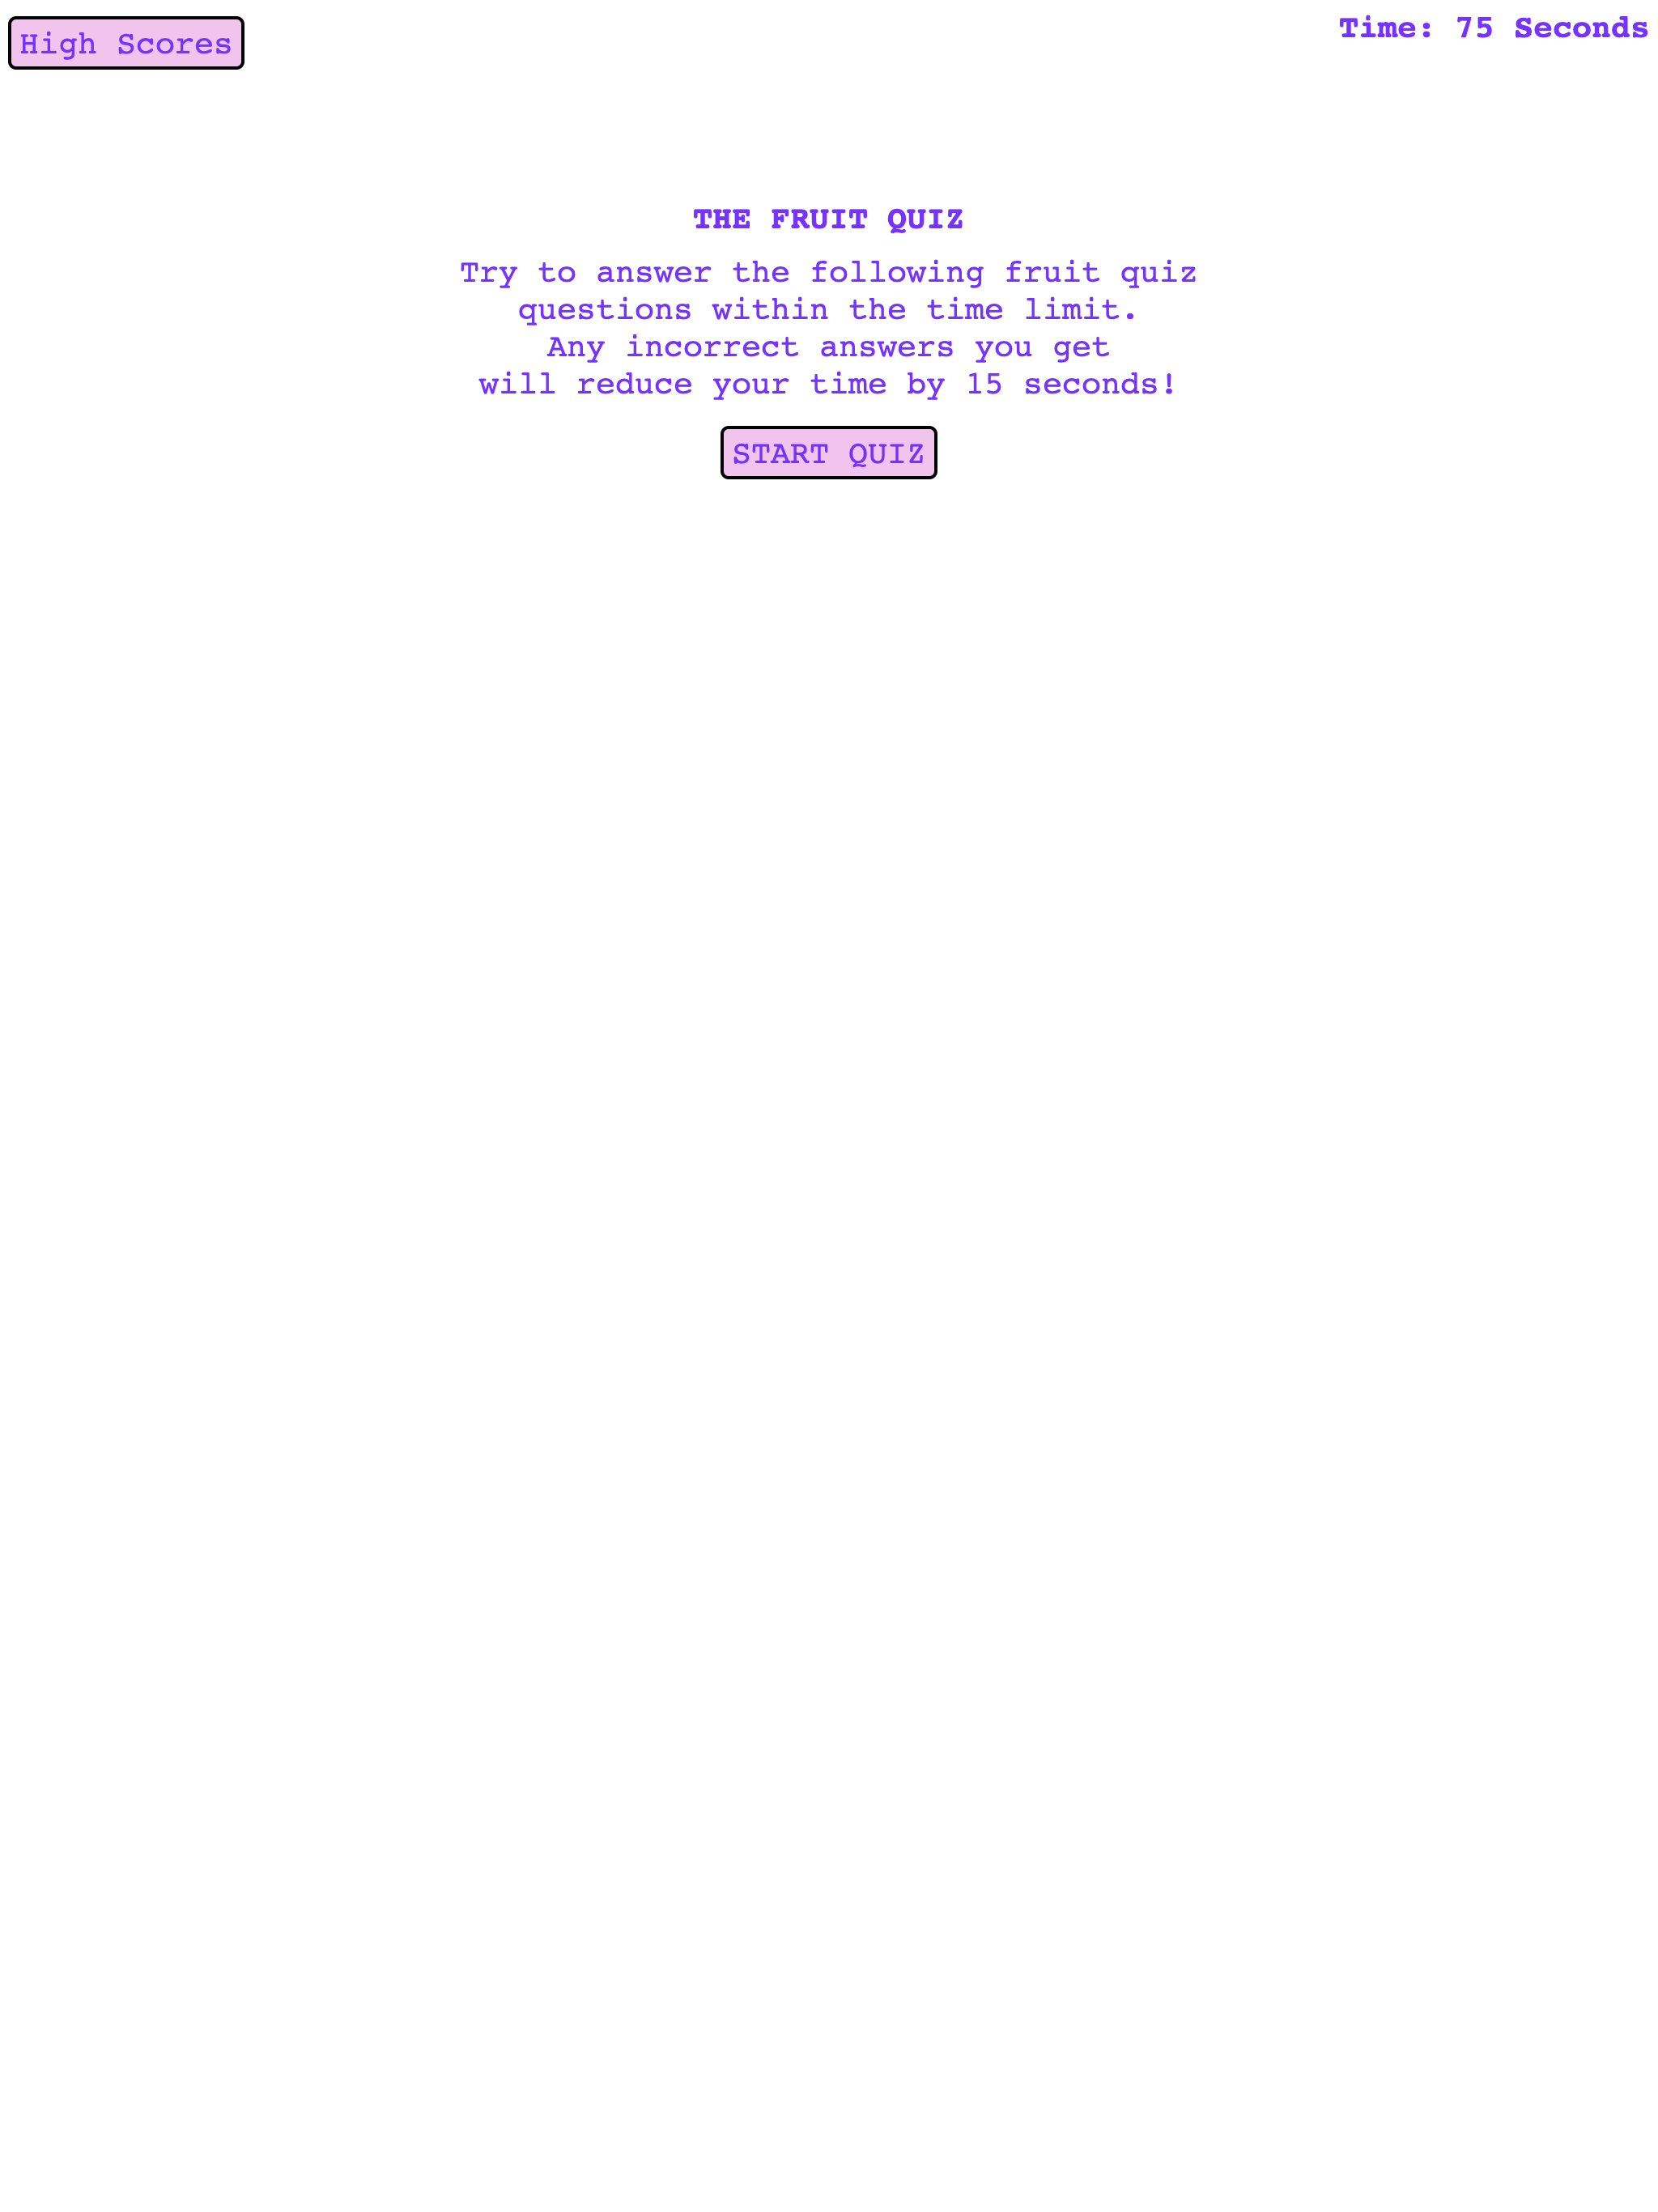 High Scores
Time: 75 Seconds
THE FRUIT QUIZ
Try to answer the following fruit quiz
questions within the time limit.
Any incorrect answers you get
will reduce your time by 15 seconds!
START QUIZ